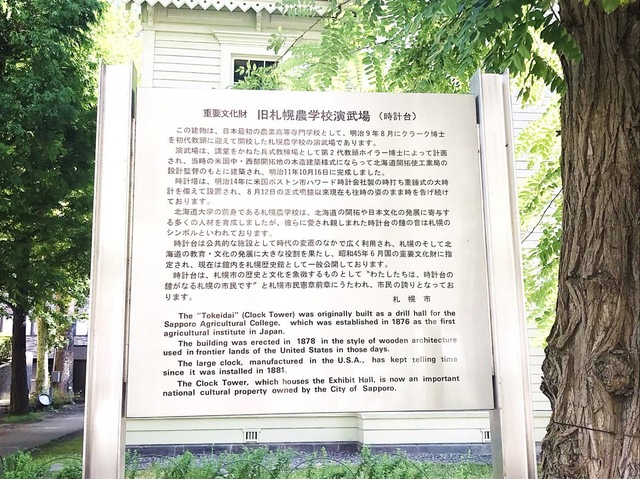 重要文化財 旧札幌農学校演武場(時計台)
この建物は、日本最初の農業高等専門学校として、明治9年8月にクラーク博士
を初代教頭に迎えて開校した札幌農学校の演武場であります。
演武場は、講堂をかねた兵式教練場として第2代教頭ホイラー博士によって計画
され、当時の米国中・西部開拓地の木造建築様式にならって北海道開拓使工業局の
設計監督のもとに建築され、明治11年10月16日に完成しました。
時計塔は、明治14年に米国ボストン市ハワード時計会社製の時打ち重錘式の大時
計を備えて設置され、8月12日の正式鳴鐘以来現在も往時の姿のまま時を告げ続け
ております。
北海道大学の前身である札幌農学校は、北海道の開拓や日本文化の発展に寄与す
る多くの人材を育成しましたが、彼らに愛され親しまれた時計台の鐘の音は札幌の
シンボルといわれております。
時計台は公共的な施設として時代の変遷のなかで広く利用され、札幌のそして北
海道の教育・文化の発展に大きな役割を果たし、昭和45年6月国の重要文化財に指
定され、現在は館内を札幌歴史館として一般公開しております。
時計台は、札幌市の歴史と文化を象徴するものとして"わたしたちは、時計台の
鐘がなる札幌の市民です"と札幌市民憲章前章にうたわれ、市民の誇りとなってお
ります。
札幌市
The "Tokeidai" (Clock Tower) was originally built as a drill hall for the
Sapporo Agricultural College, which was established in 1876 as the first
agricultural institute in Japan.
The building was erected in 1878 in the style of wooden architecture
used in frontier lands of the United States in those days.
The large clock, manufactured in the U.S.A., has kept telling time
since it was installed in 1881.
The Clock Tower, which houses the Exhibit Hall, is now an important
national cultural property owned by the City of Sapporo.